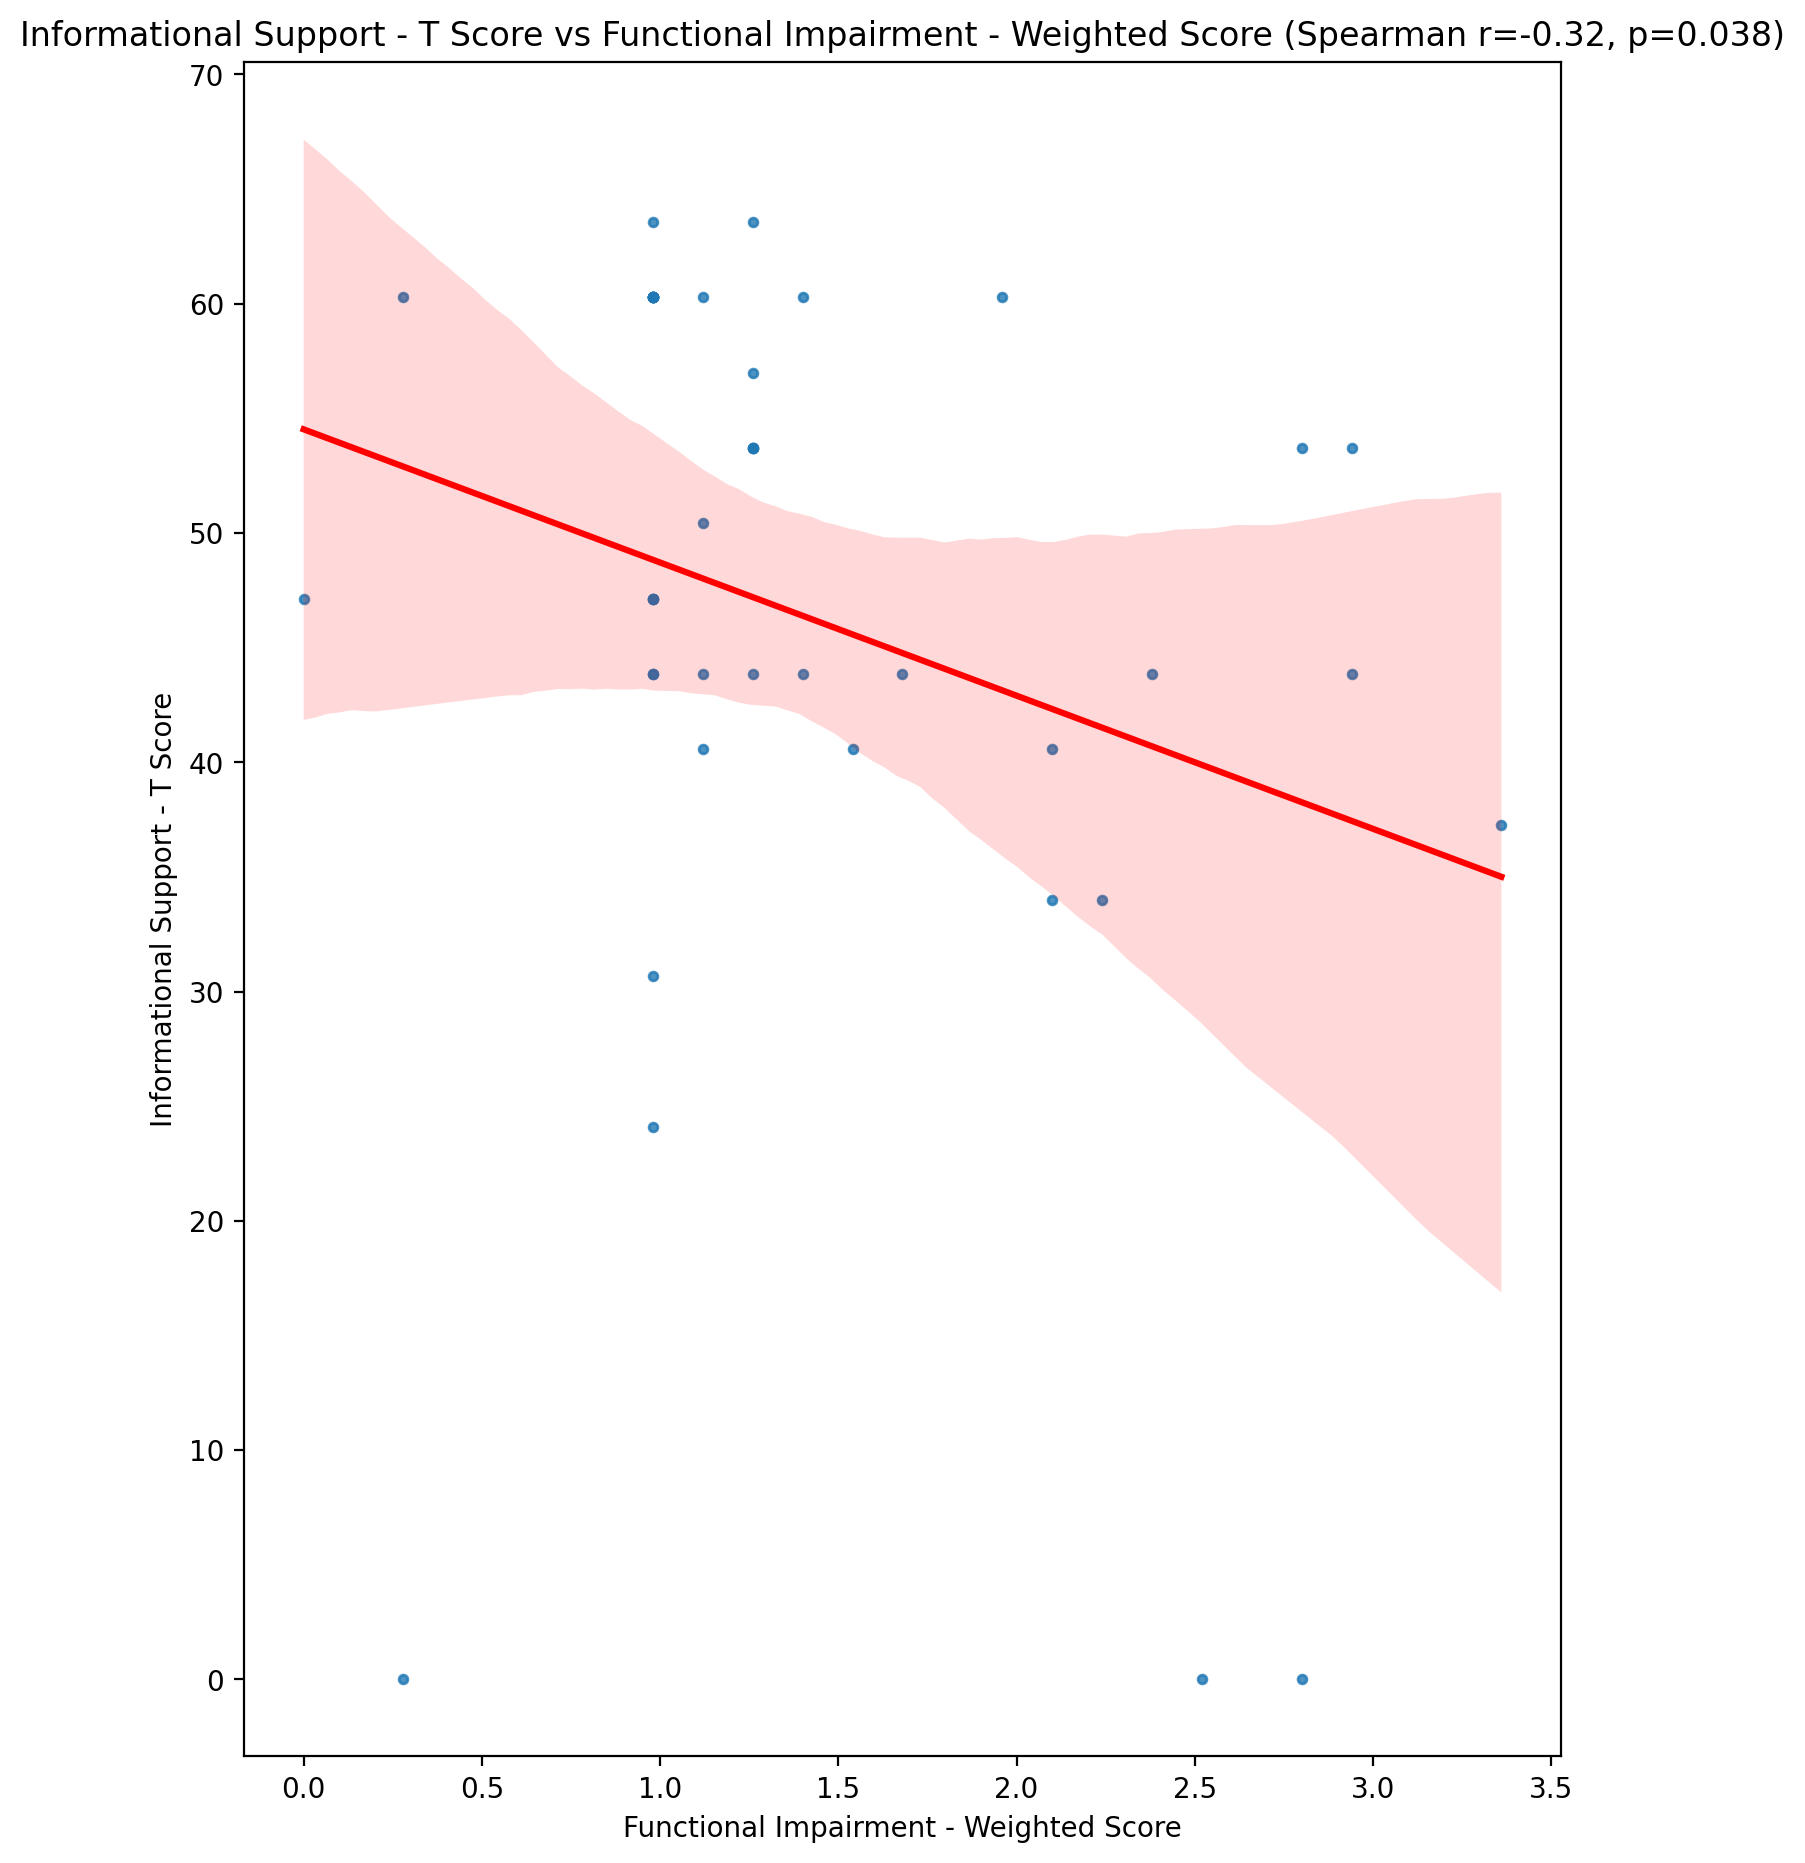 Informational Support - T Score vs Functional Impairment - Weighted Score (Spearman r=-0.32, p=0.038)
70
60
50
40
30
20
10
0
Informational Support - T Score
0.0 0.5 1.0 1.5 2.0 2.5 3.0 3.5
Functional Impairment - Weighted Score